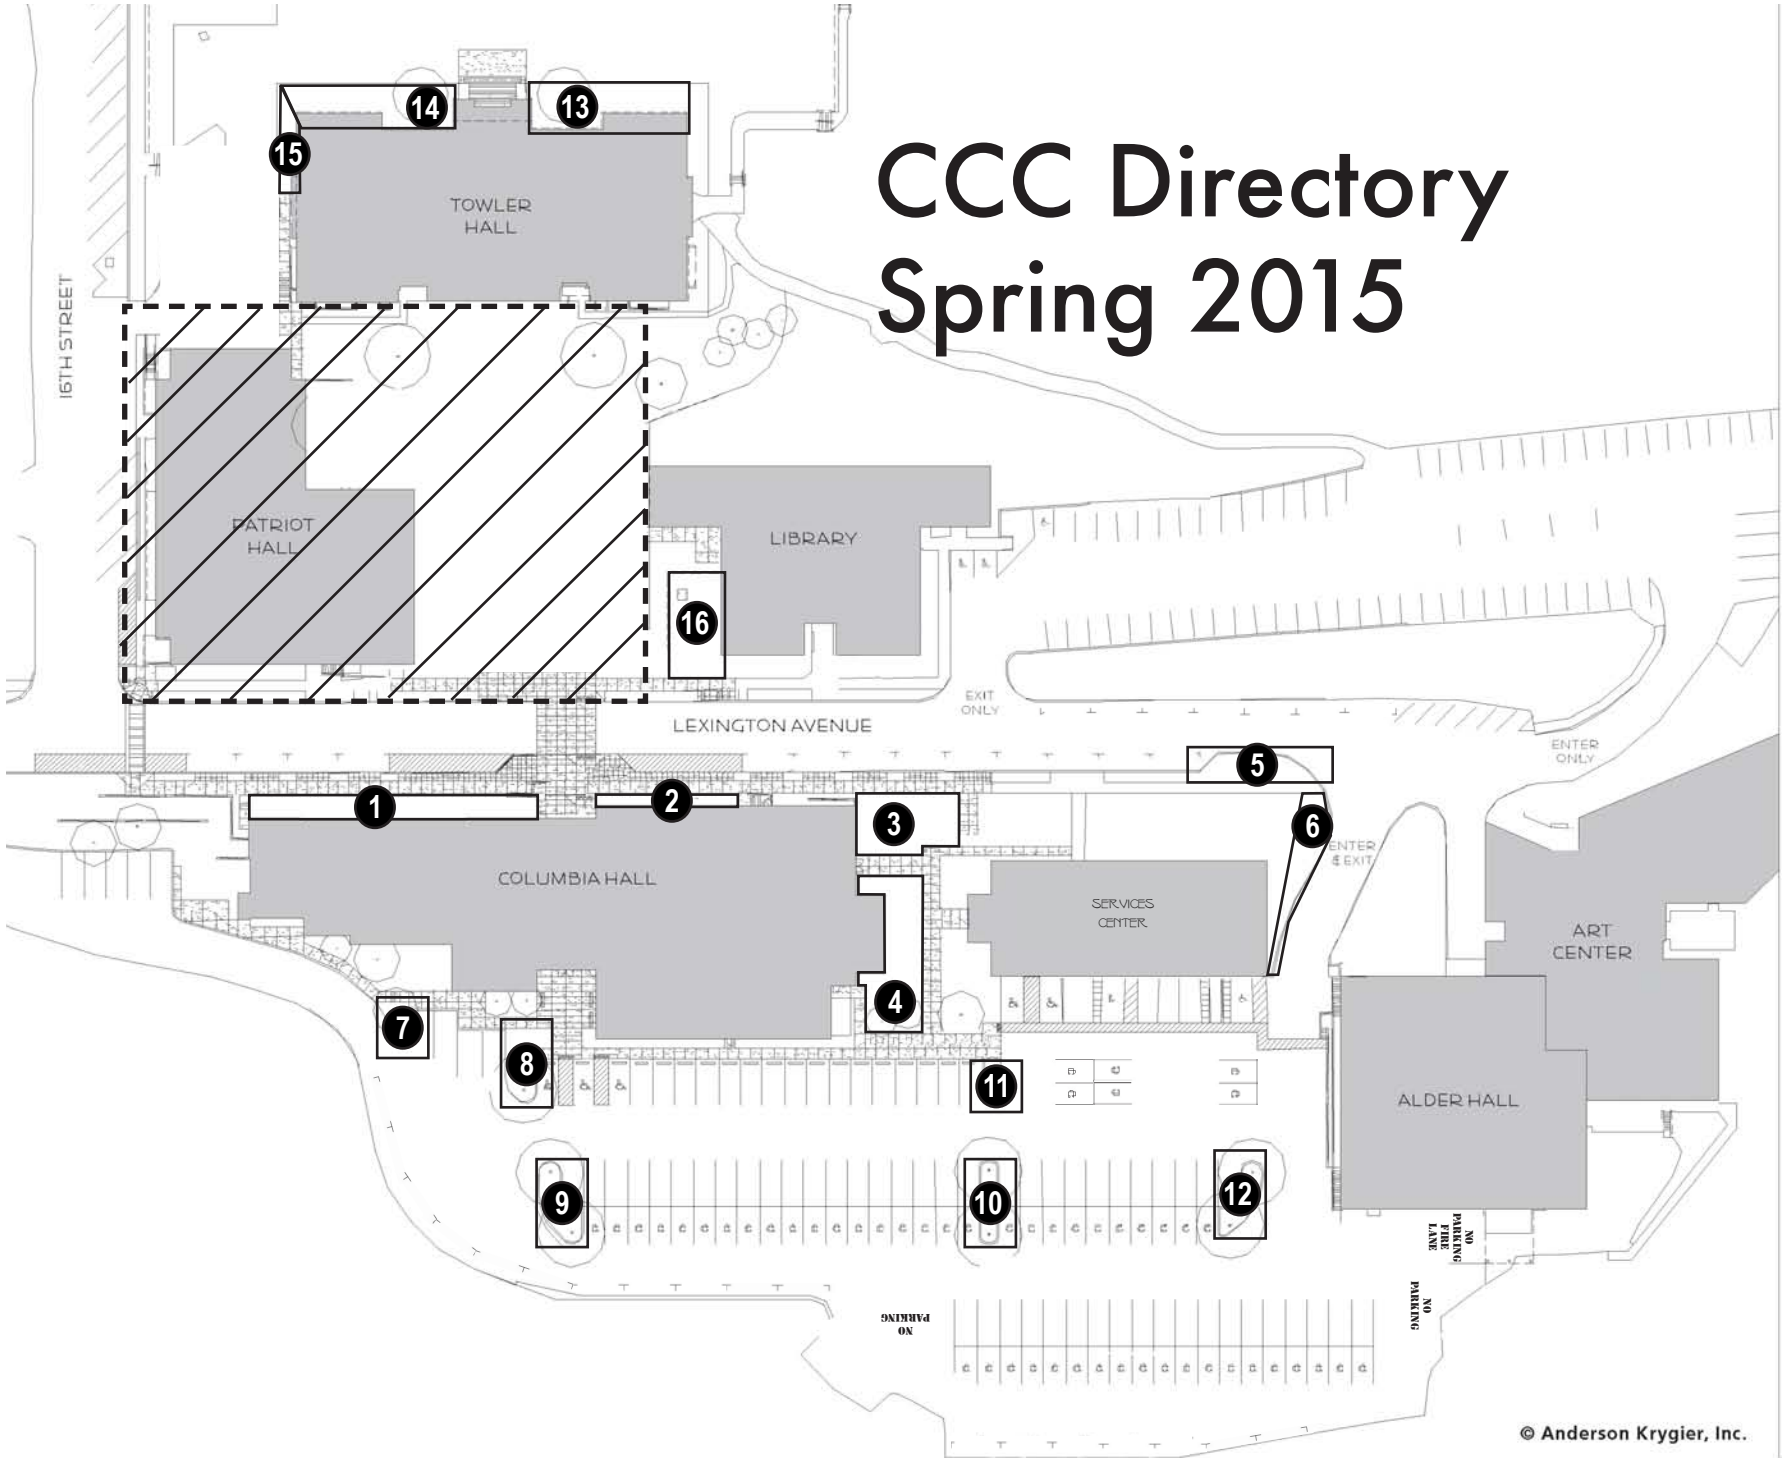 CCC Directory
Spring 2015
14
13
15
TOWLER
HALL
16TH STREET
PATRIOT
HALL
LIBRARY
16
EXIT
ONLY
LEXINGTON AVENUE
ENTER
ONLY
5
1
2
3
6
ENTER
& EXIT
COLUMBIA HALL
SERVICES
CENTER
ART
CENTER
4
7
8
11
ALDER HALL
9
10
12
NO
PARKING
FIRE
LANE
NO
PARKING
NO
PARKING
© Anderson Krygier, Inc.